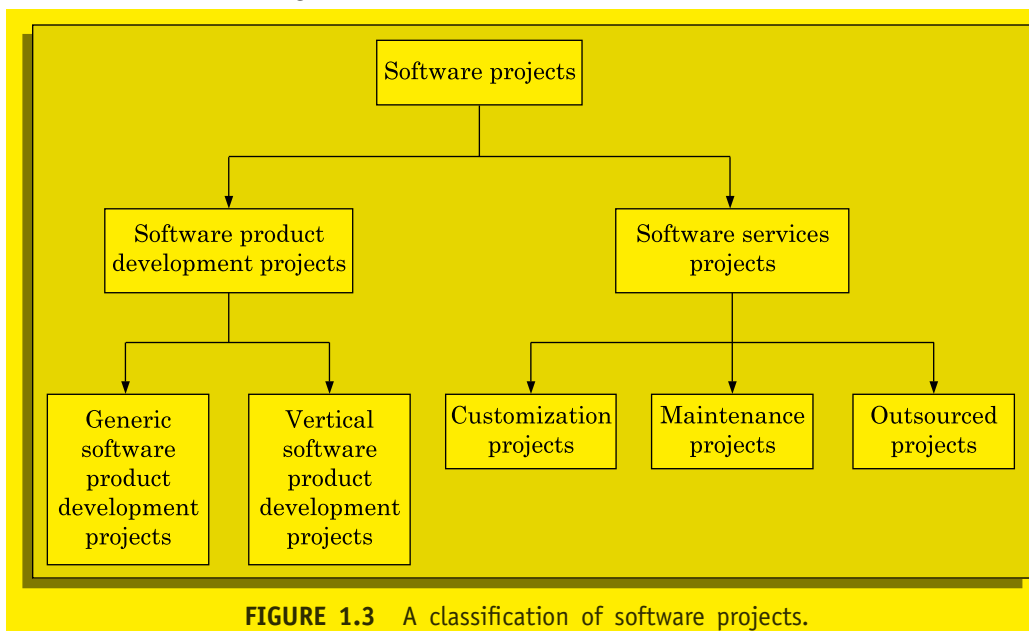 Software projects
Software product
development projects
Software services
projects
Generic
software
product
development
projects
Vertical
software
product
development
projects
Customization
projects
Maintenance
projects
Outsourced
projects
FIGURE 1.3 A classification of software projects.